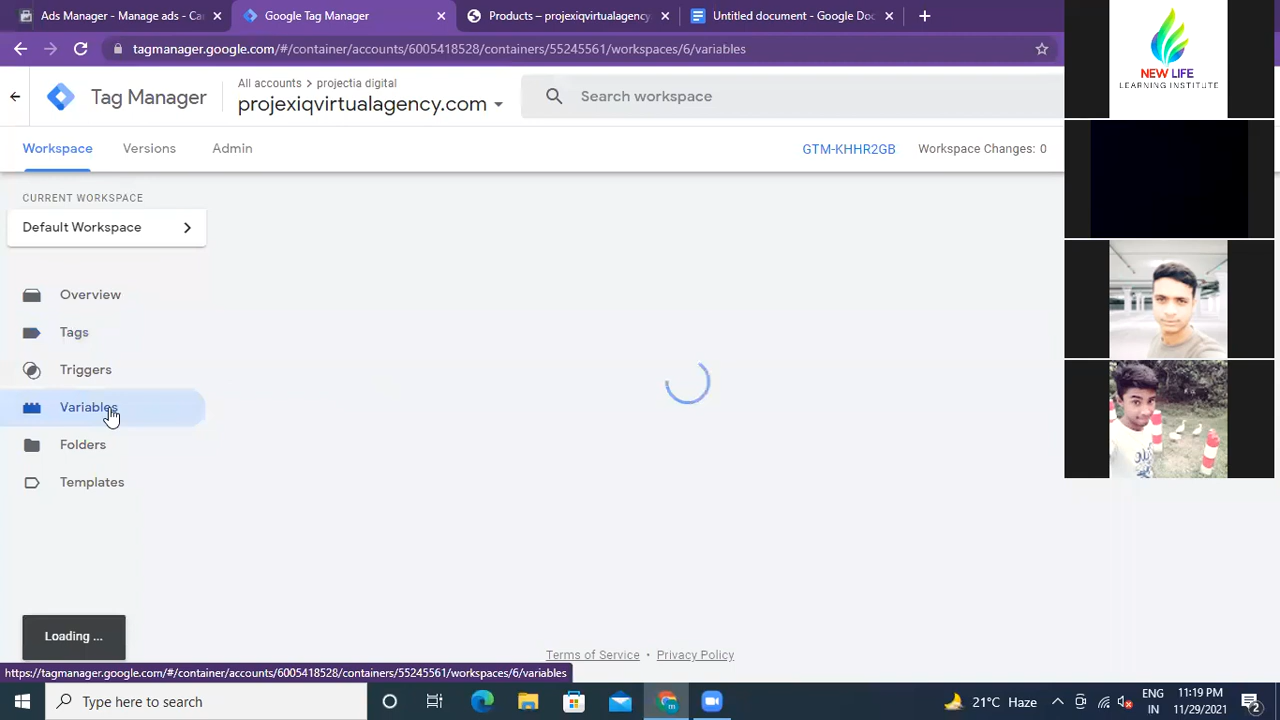 Ads Manager - Manage ads - Ca
Google Tag Manager
Products – projexiqvirtualagency
Untitled document - Google Doc
tagmanager.google.com/#/container/accounts/6005418528/containers/55245561/workspaces/6/variables
Tag Manager
All accounts > projectia digital
projexiqvirtualagency.com
Search workspace
Workspace
Versions
Admin
GTM-KHHR2GB
Workspace Changes: 0
CURRENT WORKSPACE
Default Workspace
Overview
Tags
Triggers
Variables
Folders
Templates
Loading ...
Terms of Service • Privacy Policy
https://tagmanager.google.com/#/container/accounts/6005418528/containers/55245561/workspaces/6/variables
NEW LIFE
LEARNING INSTITUTE
Type here to search
21°C Haze
ENG
IN
11:19 PM
11/29/2021
2